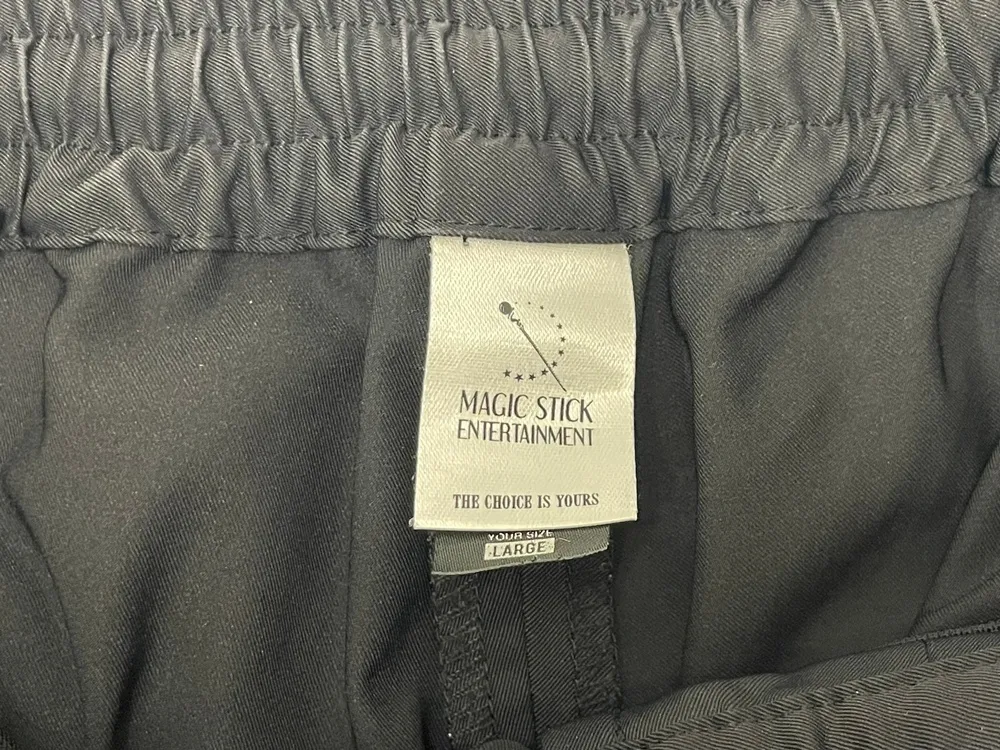 MAGIC STICK
ENTERTAINMENT
THE CHOICE IS YOURS
YOUR SIZE
LARGE